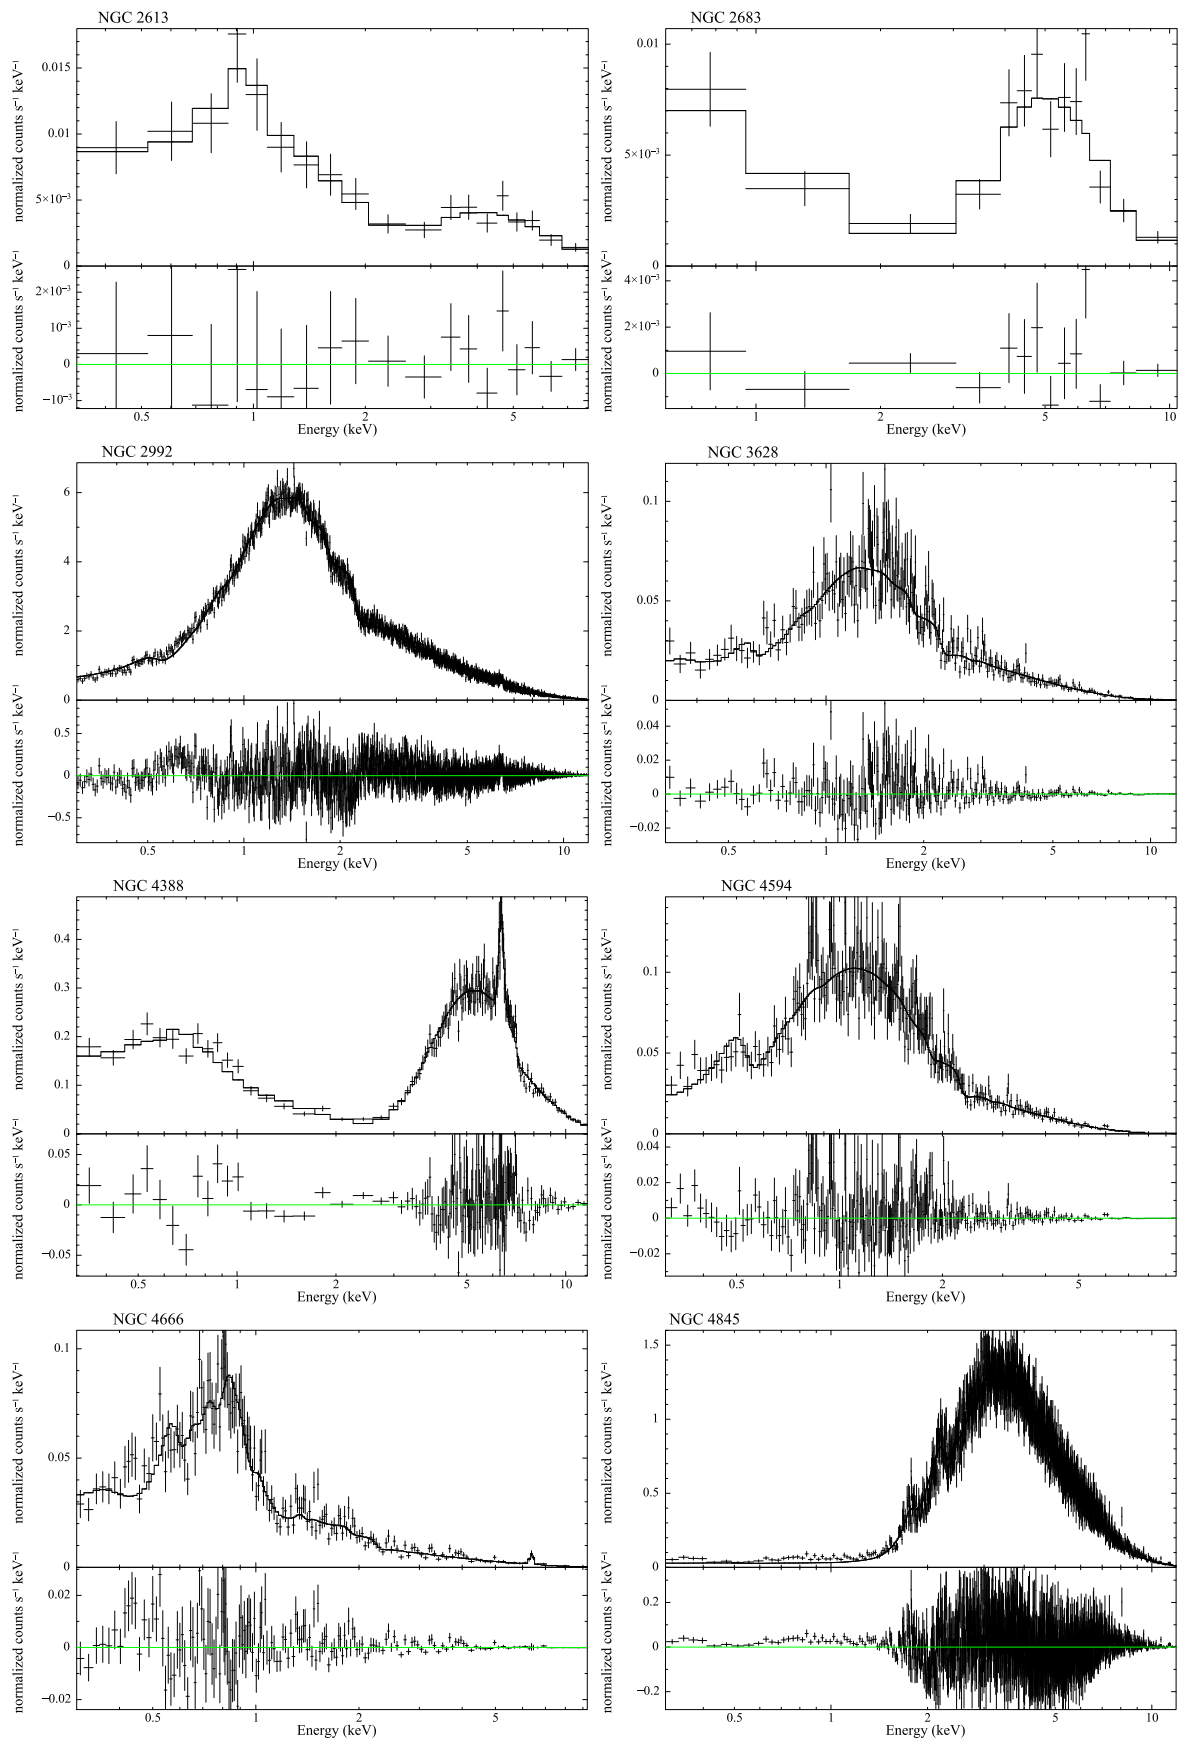 NGC 2613
normalized counts s⁻¹ keV⁻¹
0.015
0.01
5×10⁻³
0
normalized counts s⁻¹ keV⁻¹
2×10⁻³
10⁻³
0
−10⁻³
0.5 1 2 5
Energy (keV)
NGC 2683
normalized counts s⁻¹ keV⁻¹
0.01
5×10⁻³
0
normalized counts s⁻¹ keV⁻¹
4×10⁻³
2×10⁻³
0
1 2 5 10
Energy (keV)
NGC 2992
normalized counts s⁻¹ keV⁻¹
6
4
2
0
normalized counts s⁻¹ keV⁻¹
0.5
0
−0.5
0.5 1 2 5 10
Energy (keV)
NGC 3628
normalized counts s⁻¹ keV⁻¹
0.1
0.05
0
normalized counts s⁻¹ keV⁻¹
0.04
0.02
0
−0.02
0.5 1 2 5 10
Energy (keV)
NGC 4388
normalized counts s⁻¹ keV⁻¹
0.4
0.3
0.2
0.1
0
normalized counts s⁻¹ keV⁻¹
0.05
0
−0.05
0.5 1 2 5 10
Energy (keV)
NGC 4594
normalized counts s⁻¹ keV⁻¹
0.1
0.05
0
normalized counts s⁻¹ keV⁻¹
0.04
0.02
0
−0.02
0.5 1 2 5
Energy (keV)
NGC 4666
normalized counts s⁻¹ keV⁻¹
0.1
0.05
0
normalized counts s⁻¹ keV⁻¹
0.02
0
−0.02
0.5 1 2 5
Energy (keV)
NGC 4845
normalized counts s⁻¹ keV⁻¹
1.5
1
0.5
0
normalized counts s⁻¹ keV⁻¹
0.2
0
−0.2
0.5 1 2 5 10
Energy (keV)